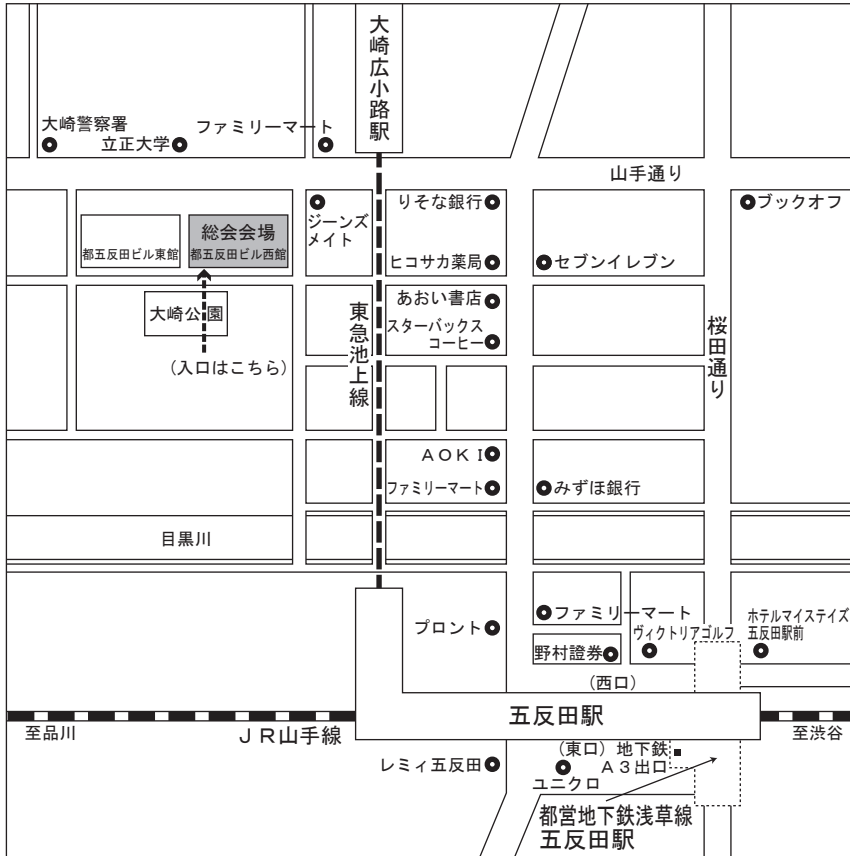 大崎広小路駅
大崎警察署
立正大学
ファミリーマート
山手通り
総会会場
都五反田ビル西館
都五反田ビル東館
ジーンズ
メイト
りそな銀行
ブックオフ
ヒコサカ薬局
セブンイレブン
大崎公園
(入口はこちら)
東急池上線
あおい書店
スターバックス
コーヒー
桜田通り
AOKI
ファミリーマート
みずほ銀行
目黒川
プロント
ファミリーマート
ヴィクトリアゴルフ
ホテルマイステイズ
五反田駅前
野村證券
(西口)
五反田駅
至品川
JR山手線
至渋谷
レミィ五反田
(東口)
地下鉄
A3出口
ユニクロ
都営地下鉄浅草線
五反田駅